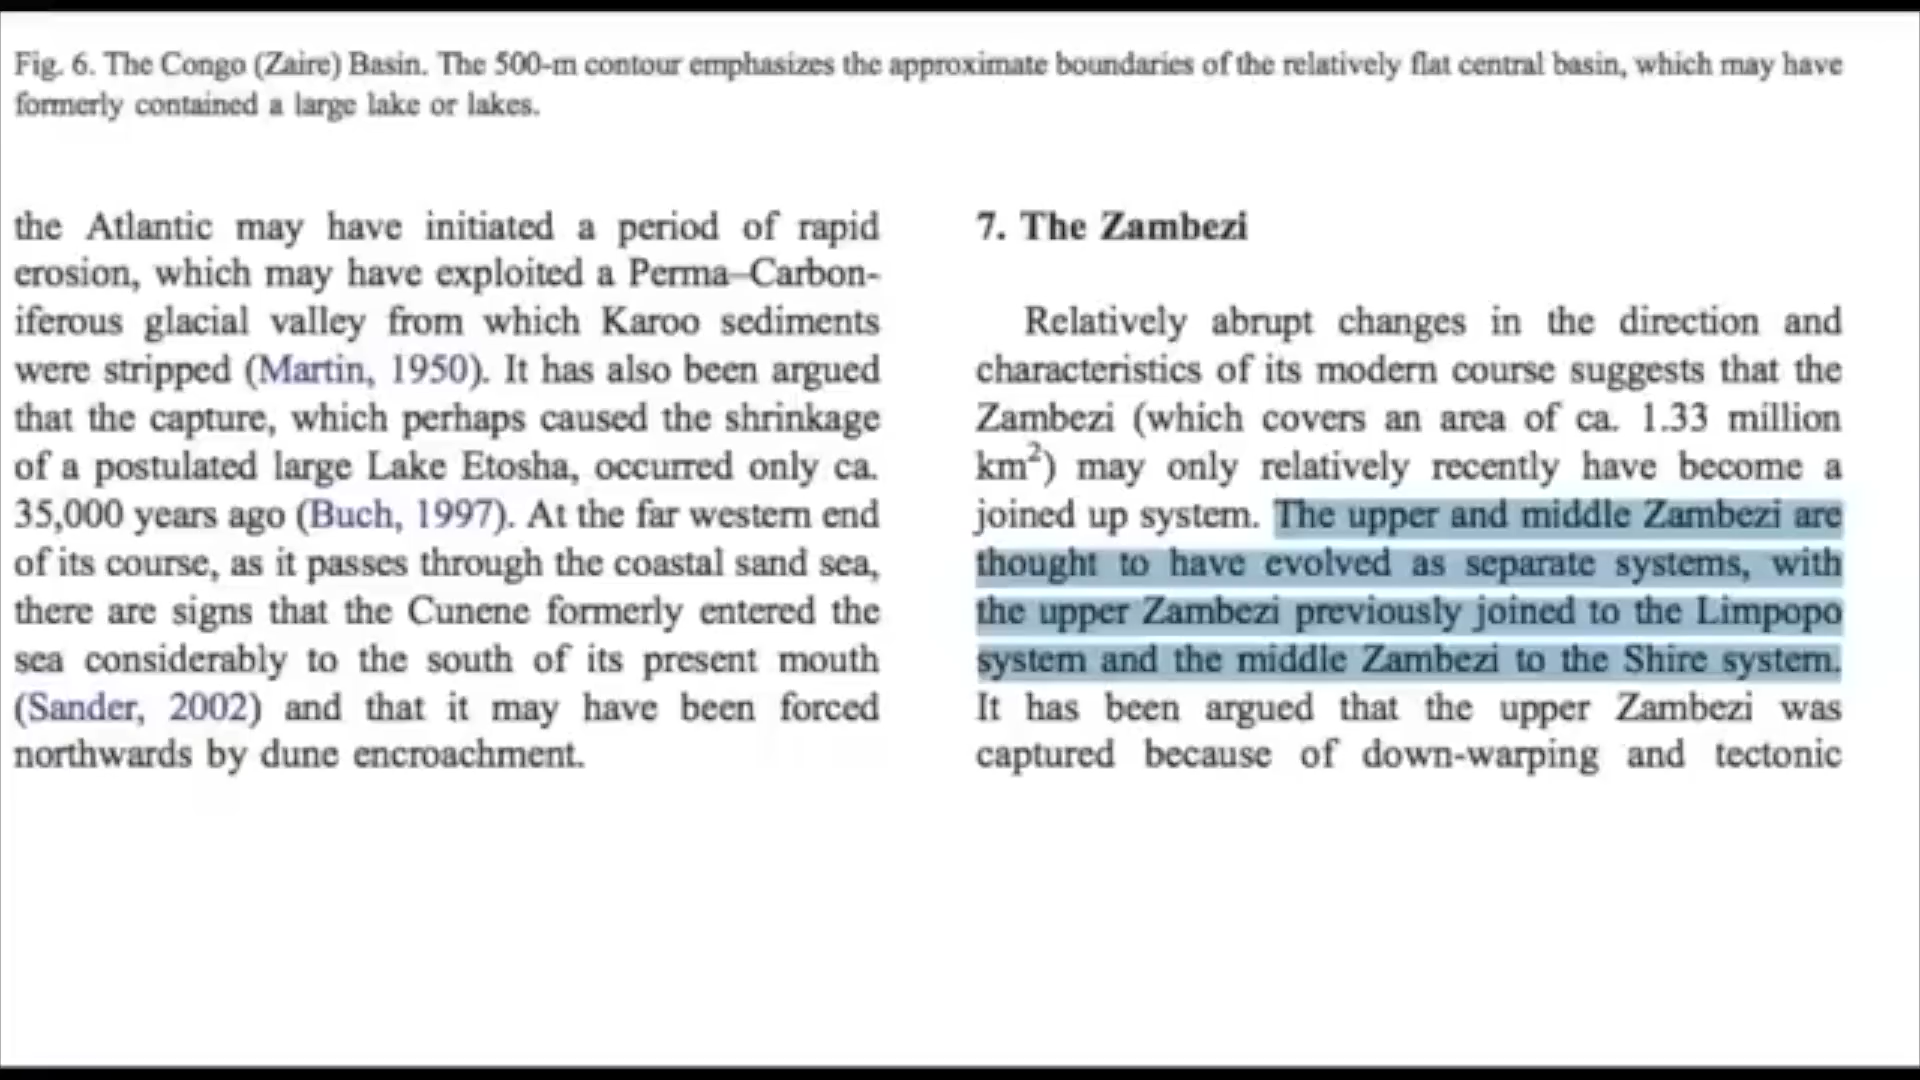 Fig. 6. The Congo (Zaire) Basin. The 500-m contour emphasizes the approximate boundaries of the relatively flat central basin, which may have
formerly contained a large lake or lakes.
the Atlantic may have initiated a period of rapid
erosion, which may have exploited a Perma–Carbon-
iferous glacial valley from which Karoo sediments
were stripped (Martin, 1950). It has also been argued
that the capture, which perhaps caused the shrinkage
of a postulated large Lake Etosha, occurred only ca.
35,000 years ago (Buch, 1997). At the far western end
of its course, as it passes through the coastal sand sea,
there are signs that the Cunene formerly entered the
sea considerably to the south of its present mouth
(Sander, 2002) and that it may have been forced
northwards by dune encroachment.
7. The Zambezi
Relatively abrupt changes in the direction and
characteristics of its modern course suggests that the
Zambezi (which covers an area of ca. 1.33 million
km²) may only relatively recently have become a
joined up system. The upper and middle Zambezi are
thought to have evolved as separate systems, with
the upper Zambezi previously joined to the Limpopo
system and the middle Zambezi to the Shire system.
It has been argued that the upper Zambezi was
captured because of down-warping and tectonic